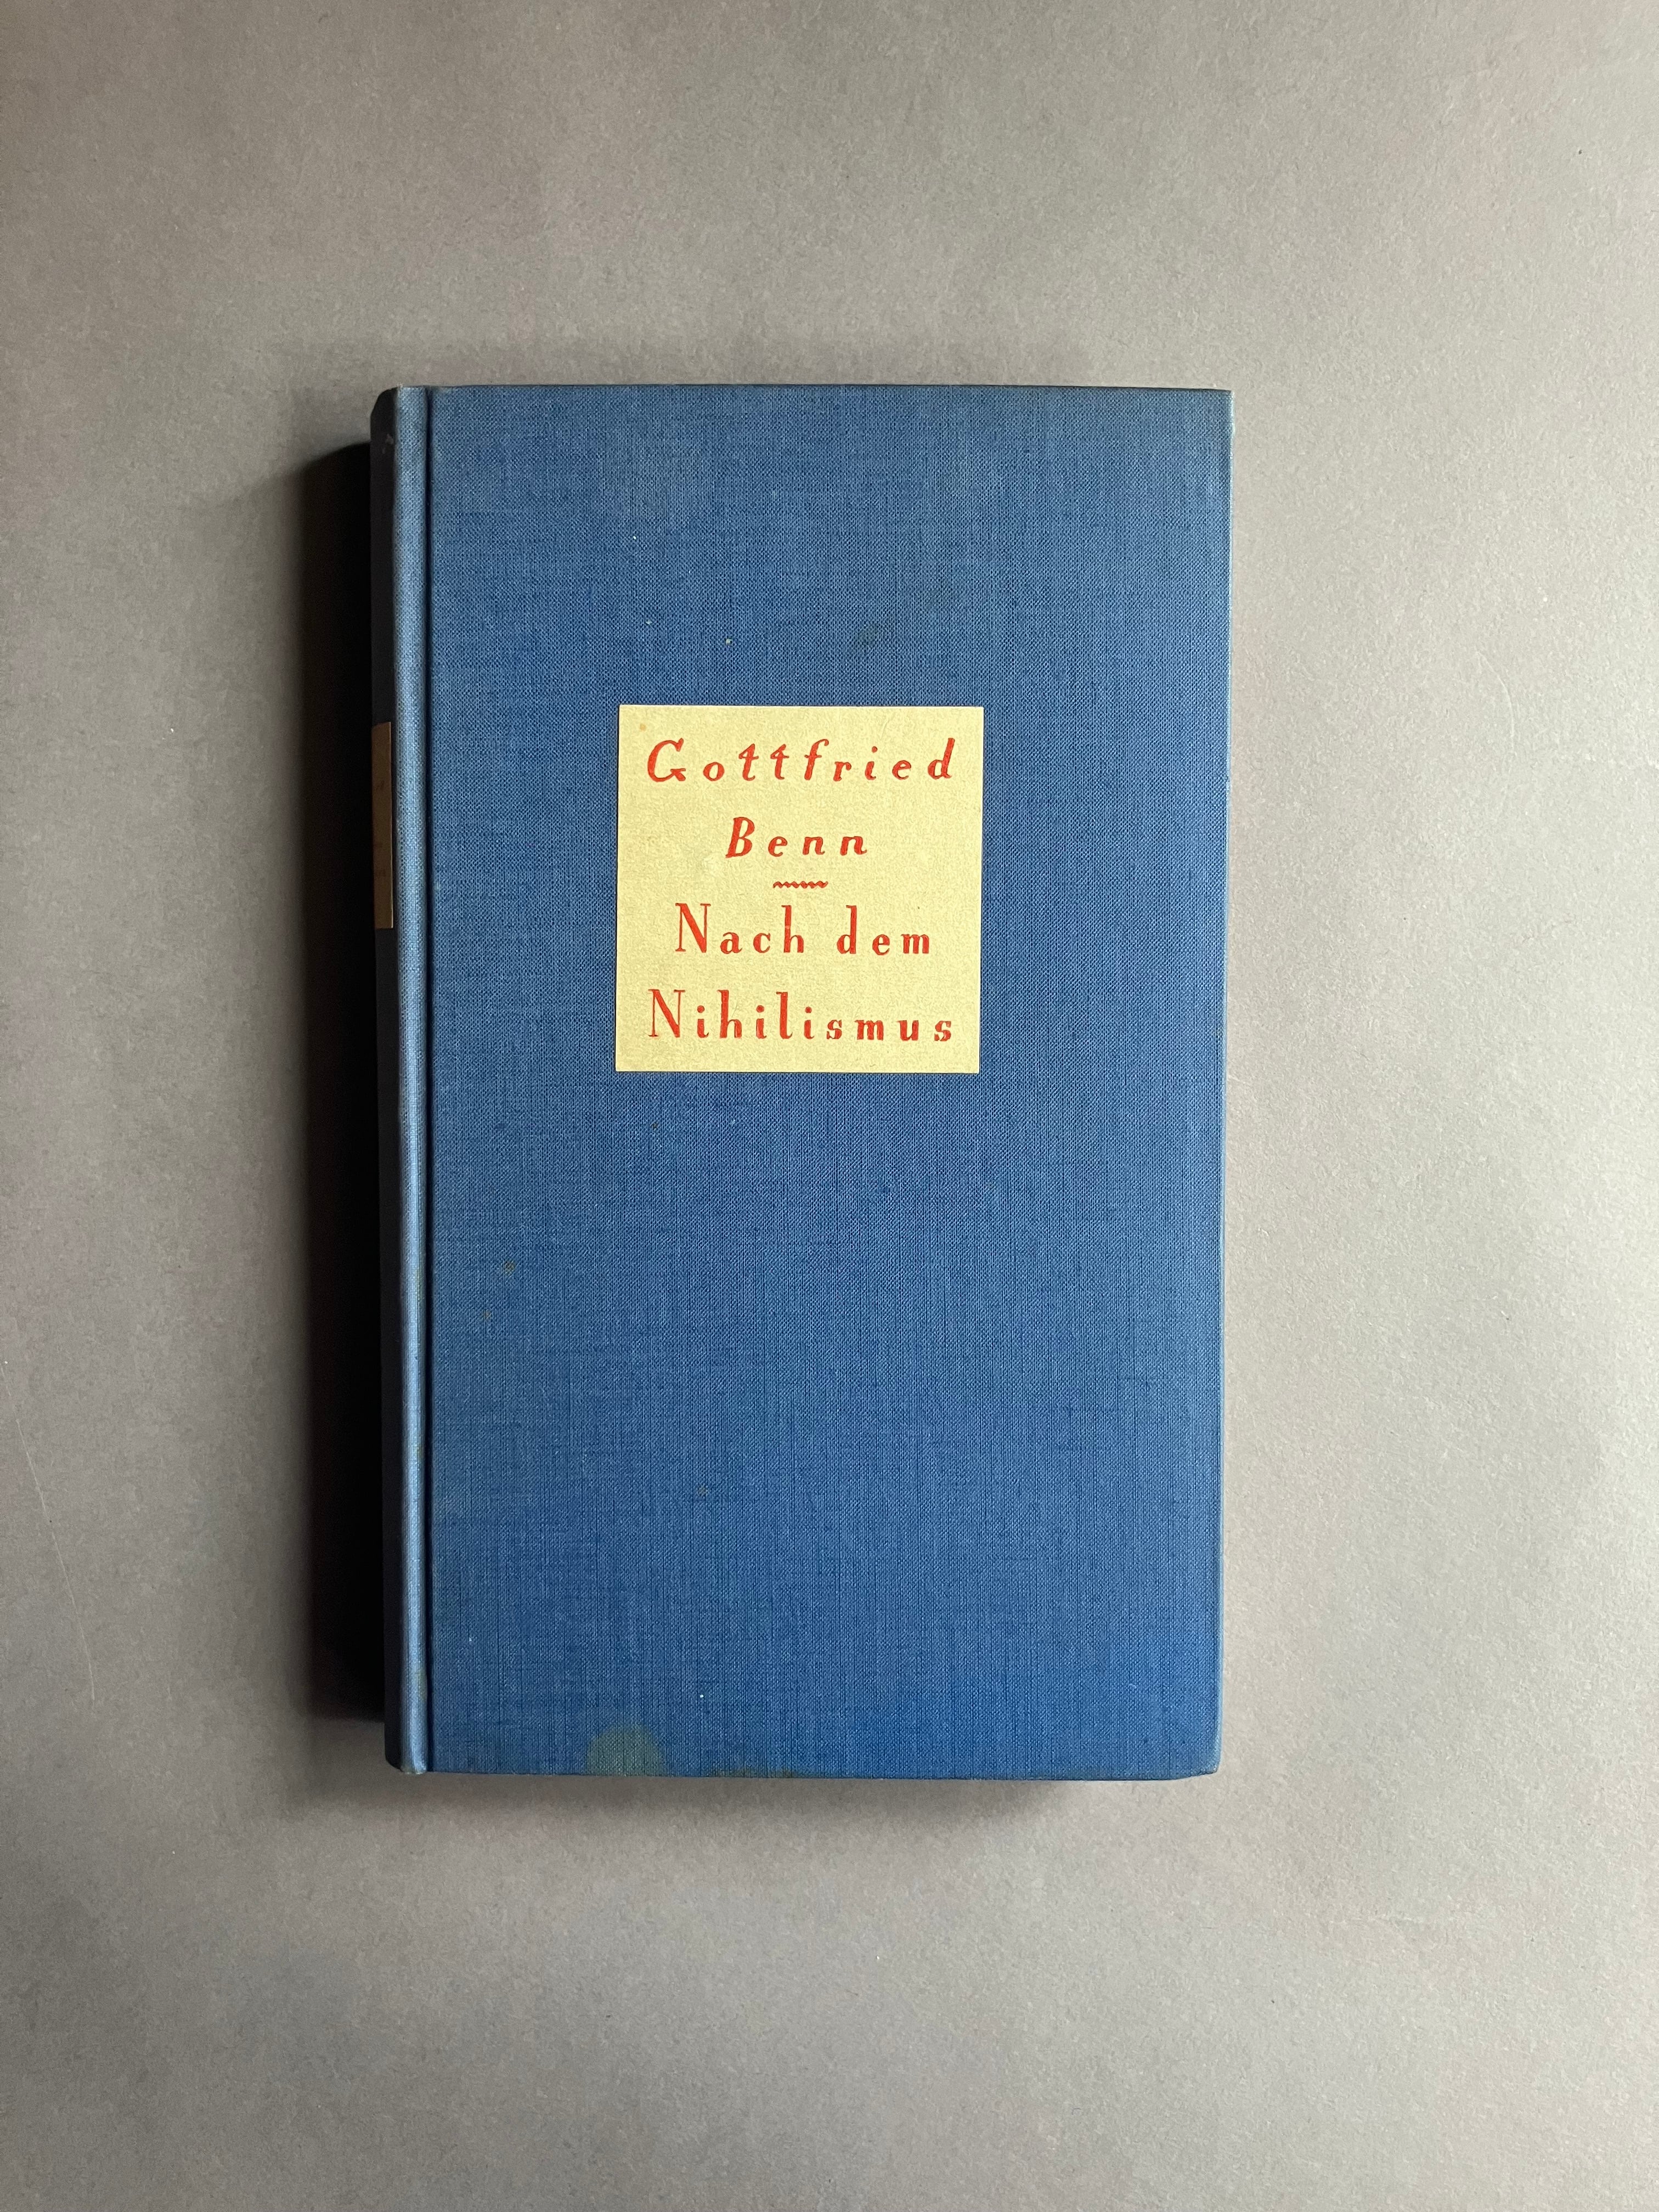 Gottfried
Benn
Nach dem
Nihilismus